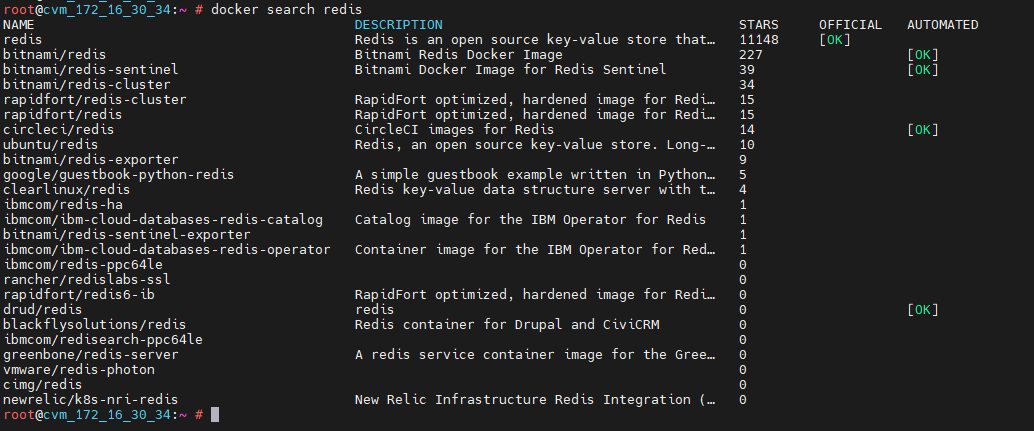 root@cvm_172_16_30_34:~ # docker search redis
NAME DESCRIPTION STARS OFFICIAL AUTOMATED
redis Redis is an open source key-value store that… 11148 [OK]
bitnami/redis Bitnami Redis Docker Image 227 [OK]
bitnami/redis-sentinel Bitnami Docker Image for Redis Sentinel 39 [OK]
bitnami/redis-cluster 34
rapidfort/redis-cluster RapidFort optimized, hardened image for Redi… 15
rapidfort/redis RapidFort optimized, hardened image for Redi… 15
circleci/redis CircleCI images for Redis 14 [OK]
ubuntu/redis Redis, an open source key-value store. Long-… 10
bitnami/redis-exporter 9
google/guestbook-python-redis A simple guestbook example written in Python… 5
clearlinux/redis Redis key-value data structure server with t… 4
ibmcom/redis-ha 1
ibmcom/ibm-cloud-databases-redis-catalog Catalog image for the IBM Operator for Redis 1
bitnami/redis-sentinel-exporter 1
ibmcom/ibm-cloud-databases-redis-operator Container image for the IBM Operator for Red… 1
ibmcom/redis-ppc64le 0
rancher/redislabs-ssl 0
rapidfort/redis6-ib RapidFort optimized, hardened image for Redi… 0
drud/redis redis 0 [OK]
blackflysolutions/redis Redis container for Drupal and CiviCRM 0
ibmcom/redisearch-ppc64le 0
greenbone/redis-server A redis service container image for the Gree… 0
vmware/redis-photon 0
cimg/redis 0
newrelic/k8s-nri-redis New Relic Infrastructure Redis Integration (… 0
root@cvm_172_16_30_34:~ #